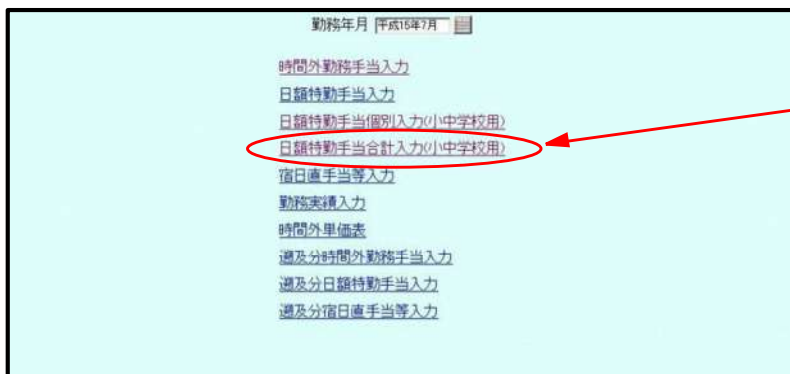 勤務年月 平成15年7月
時間外勤務手当入力
日額特勤手当入力
日額特勤手当個別入力(小中学校用)
日額特勤手当合計入力(小中学校用)
宿日直手当等入力
勤務実績入力
時間外単価表
遡及分時間外勤務手当入力
遡及分日額特勤手当入力
遡及分宿日直手当等入力